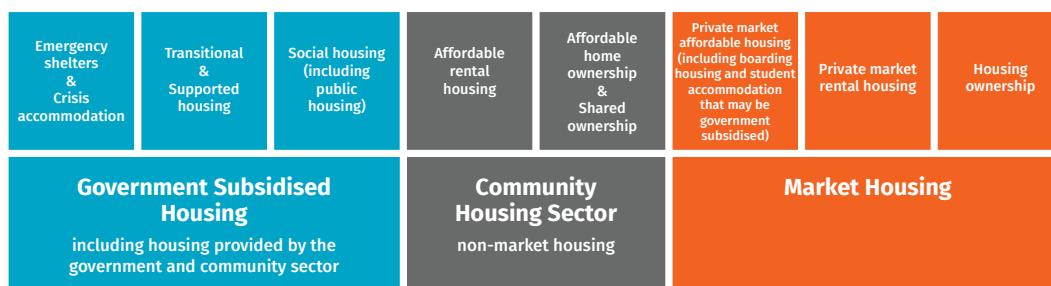 Emergency
shelters
&
Crisis
accommodation
Transitional
&
Supported
housing
Social housing
(including
public
housing)
Affordable
rental
housing
Affordable
home
ownership
&
Shared
ownership
Private market
affordable housing
(including boarding
housing and student
accommodation
that may be
government
subsidised)
Private market
rental housing
Housing
ownership
Government Subsidised
Housing
including housing provided by the
government and community sector
Community
Housing Sector
non-market housing
Market Housing